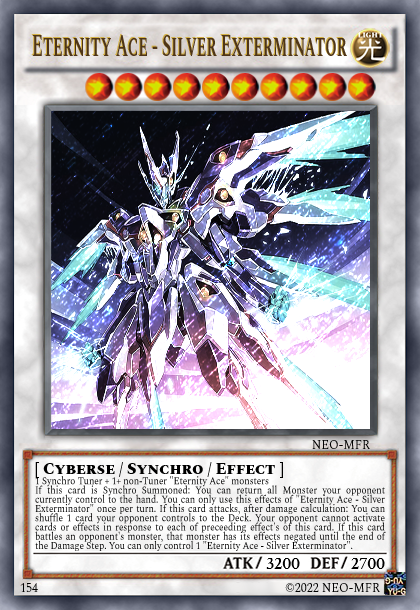 ETERNITY ACE - SILVER EXTERMINATOR
LIGHT
光
NEO-MFR
[ CYBERSE / SYNCHRO / EFFECT ]
1 Synchro Tuner + 1+ non-Tuner "Eternity Ace" monsters
If this card is Synchro Summoned: You can return all Monster your opponent
currently control to the hand. You can only use this effects of "Eternity Ace - Silver
Exterminator" once per turn. If this card attacks, after damage calculation: You can
shuffle 1 card your opponent controls to the Deck. Your opponent cannot activate
cards or effects in response to each of preceeding effect's of this card. If this card
battles an opponent's monster, that monster has its effects negated until the end of
the Damage Step. You can only control 1 "Eternity Ace - Silver Exterminator".
ATK / 3200 DEF / 2700
154
©2022 NEO-MFR
YU-G